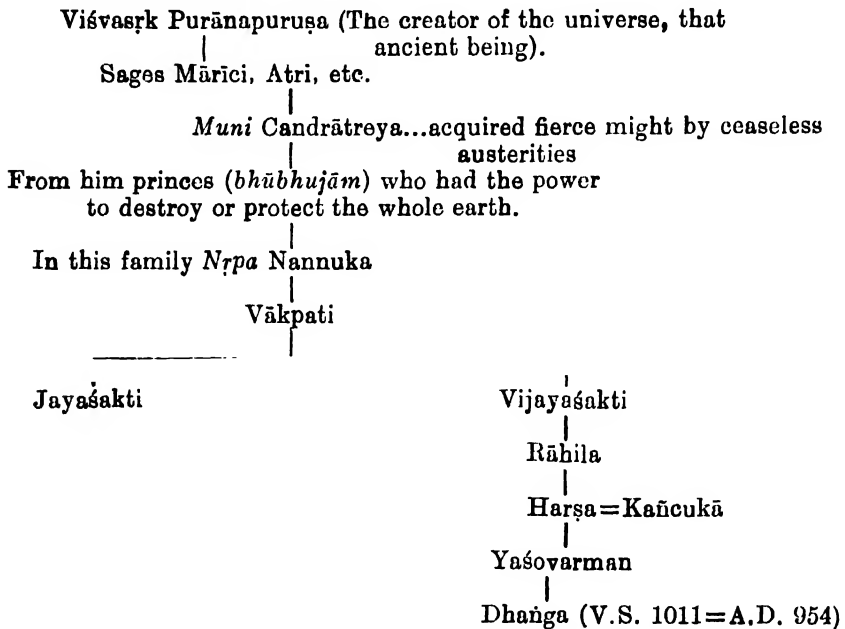 Viśvasṛk Purānapuruṣa (The creator of the universe, that
ancient being).
Sages Mārīci, Atri, etc.
Muni Candrātreya...acquired fierce might by ceaseless
austerities
From him princes (bhūbhujām) who had the power
to destroy or protect the whole earth.
In this family Nṛpa Nannuka
Vākpati
Jayaśakti
Vijayaśakti
Rāhila
Harṣa=Kañcukā
Yaśovarman
Dhaṅga (V.S. 1011=A.D. 954)